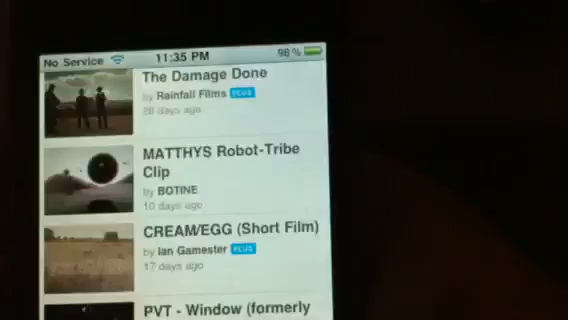 No Service 11:35 PM 98%
The Damage Done
by Rainfall Films PLUS
28 days ago
MATTHYS Robot-Tribe
Clip
by BOTINE
10 days ago
CREAM/EGG (Short Film)
by Ian Gamester PLUS
17 days ago
PVT - Window (formerly